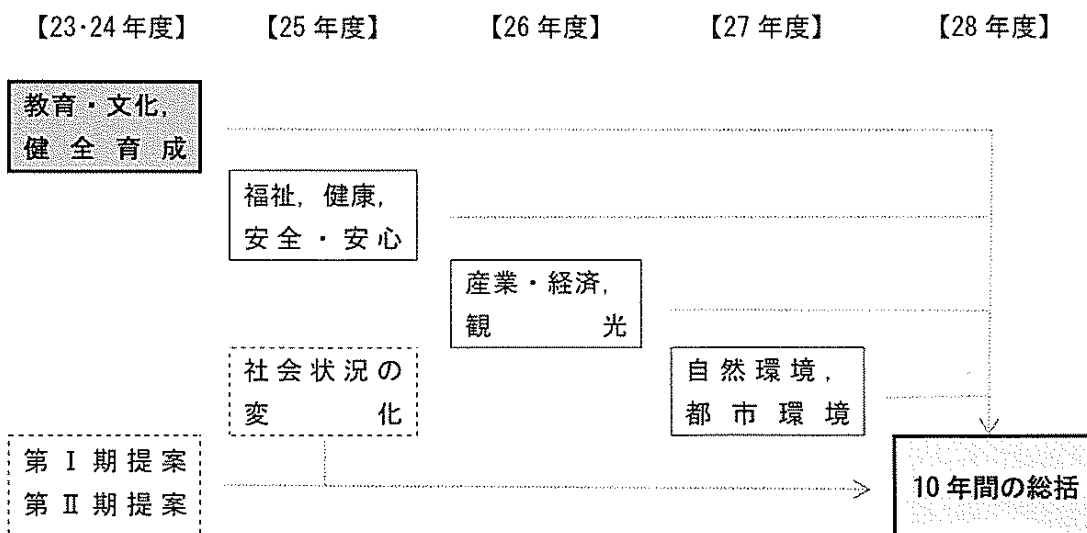 【23・24年度】 【25年度】 【26年度】 【27年度】 【28年度】
教育・文化,
健全育成
福祉, 健康,
安全・安心
産業・経済,
観光
社会状況の
変化
自然環境,
都市環境
第Ⅰ期提案
第Ⅱ期提案
10年間の総括